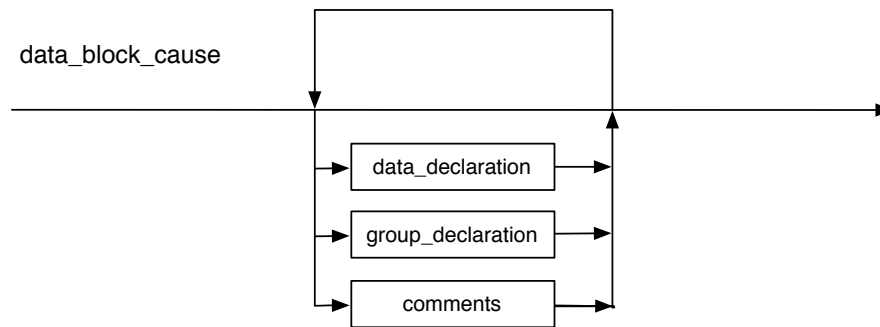 data_block_cause
data_declaration
group_declaration
comments